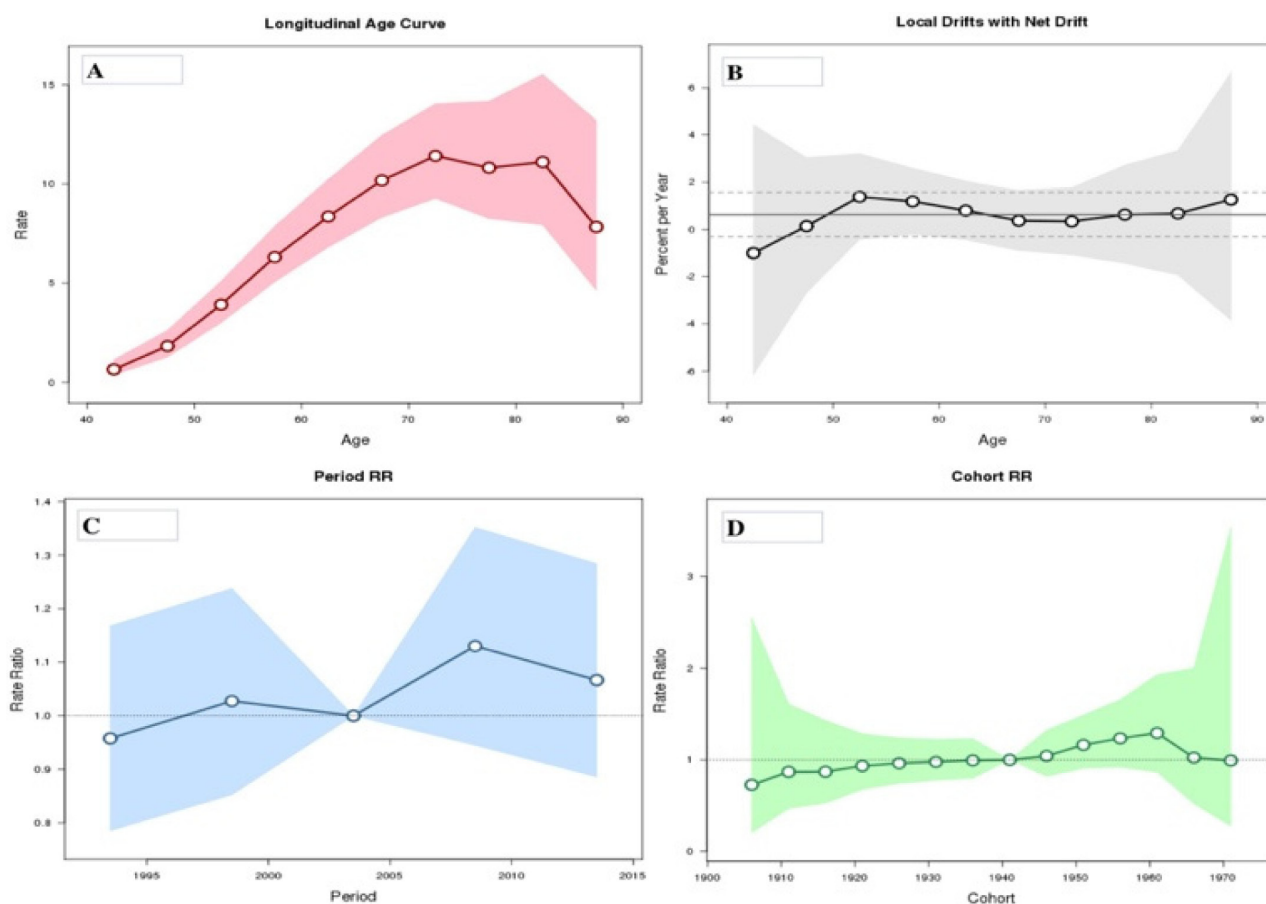 Longitudinal Age Curve
A
15
10
5
0
Rate
40 50 60 70 80 90
Age
Local Drifts with Net Drift
B
6
4
2
0
-2
-4
-6
Percent per Year
40 50 60 70 80 90
Age
Period RR
C
1.4
1.3
1.2
1.1
1.0
0.9
0.8
Rate Ratio
1995 2000 2005 2010 2015
Period
Cohort RR
D
3
2
1
0
Rate Ratio
1900 1910 1920 1930 1940 1950 1960 1970
Cohort